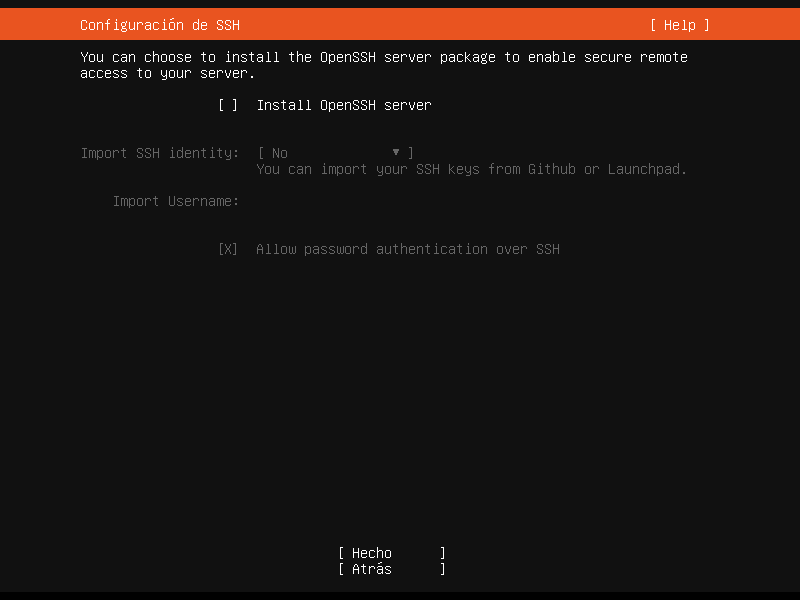 Configuración de SSH [ Help ]
You can choose to install the OpenSSH server package to enable secure remote
access to your server.
[ ] Install OpenSSH server
Import SSH identity: [ No ▾ ]
You can import your SSH keys from Github or Launchpad.
Import Username:
[X] Allow password authentication over SSH
[ Hecho ]
[ Atrás ]